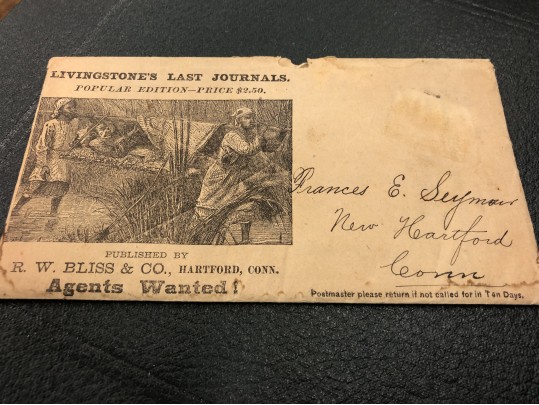 LIVINGSTONE'S LAST JOURNALS.
POPULAR EDITION—PRICE $2.50.
PUBLISHED BY
R. W. BLISS & CO., HARTFORD, CONN.
Agents Wanted!
Frances E. Seymour
New Hartford
Conn
Postmaster please return if not called for in Ten Days.